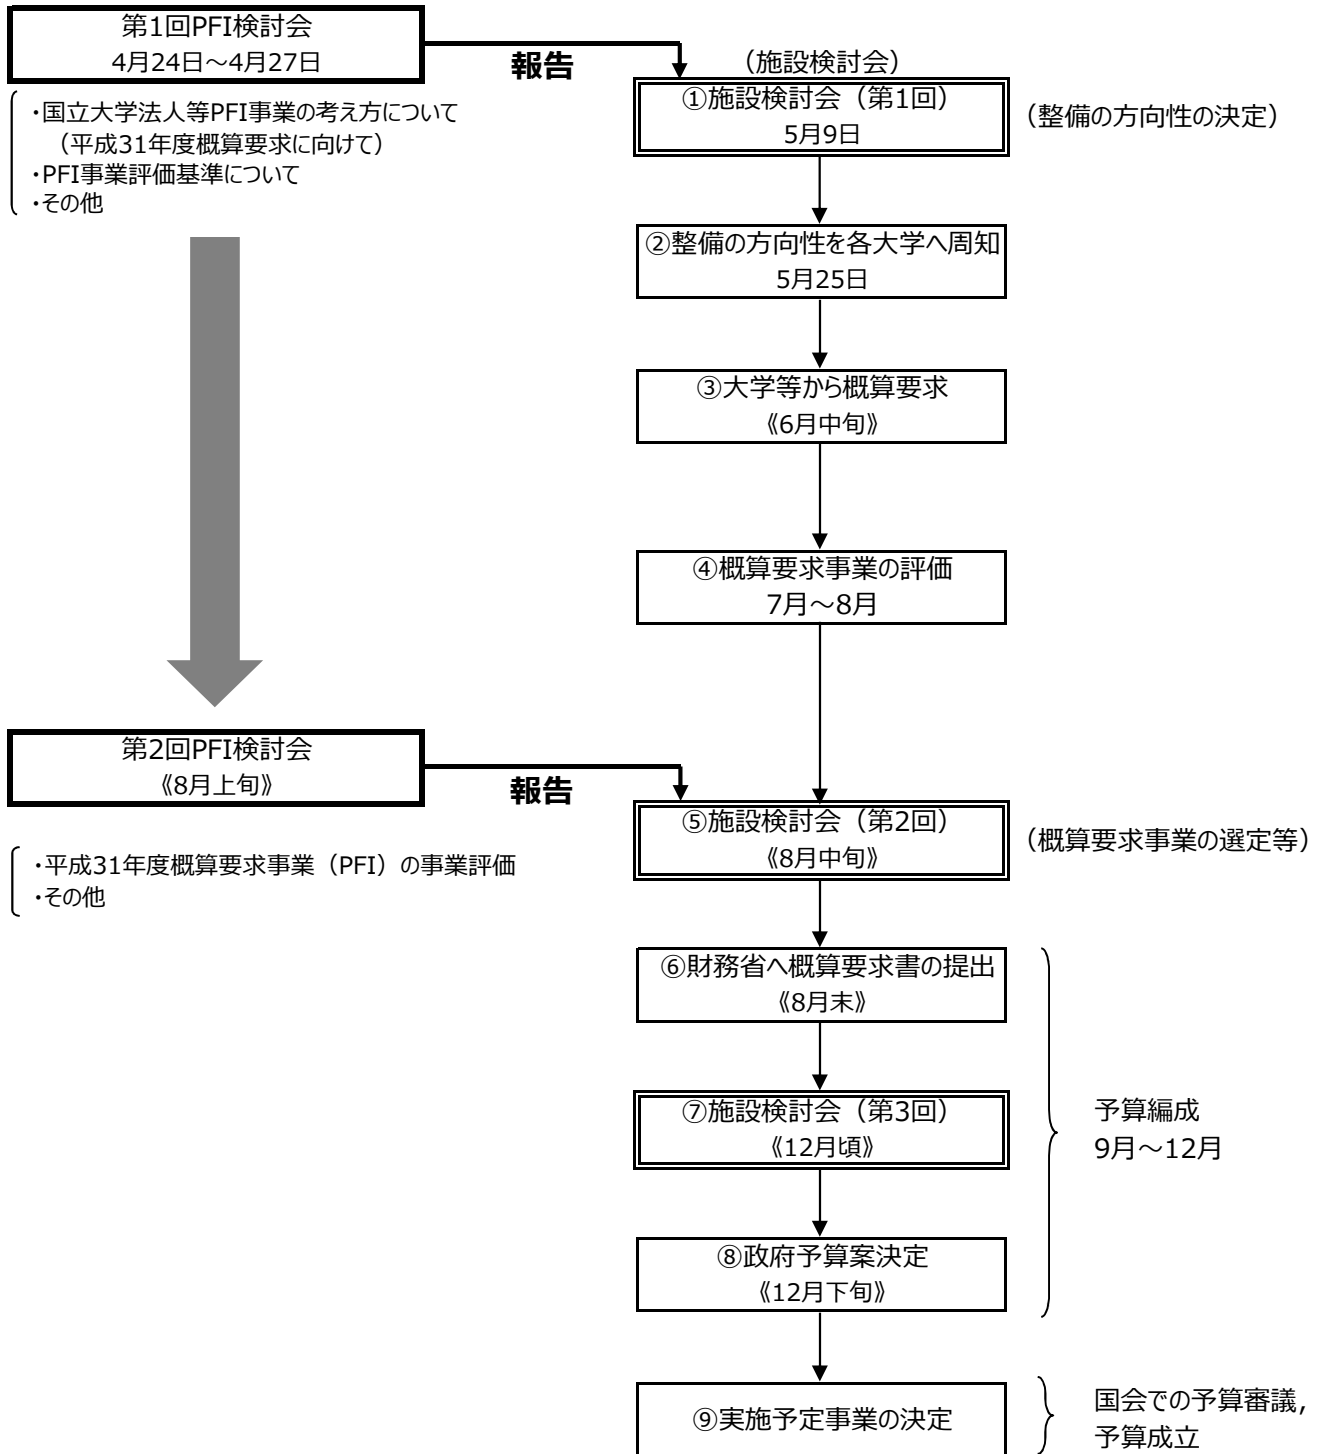 第1回PFI検討会
4月24日～4月27日
報告
・国立大学法人等PFI事業の考え方について
（平成31年度概算要求に向けて）
・PFI事業評価基準について
・その他
（施設検討会）
①施設検討会（第1回）
5月9日
（整備の方向性の決定）
②整備の方向性を各大学へ周知
5月25日
③大学等から概算要求
《6月中旬》
④概算要求事業の評価
7月～8月
第2回PFI検討会
《8月上旬》
報告
・平成31年度概算要求事業（PFI）の事業評価
・その他
⑤施設検討会（第2回）
《8月中旬》
（概算要求事業の選定等）
⑥財務省へ概算要求書の提出
《8月末》
⑦施設検討会（第3回）
《12月頃》
予算編成
9月～12月
⑧政府予算案決定
《12月下旬》
⑨実施予定事業の決定
国会での予算審議，
予算成立